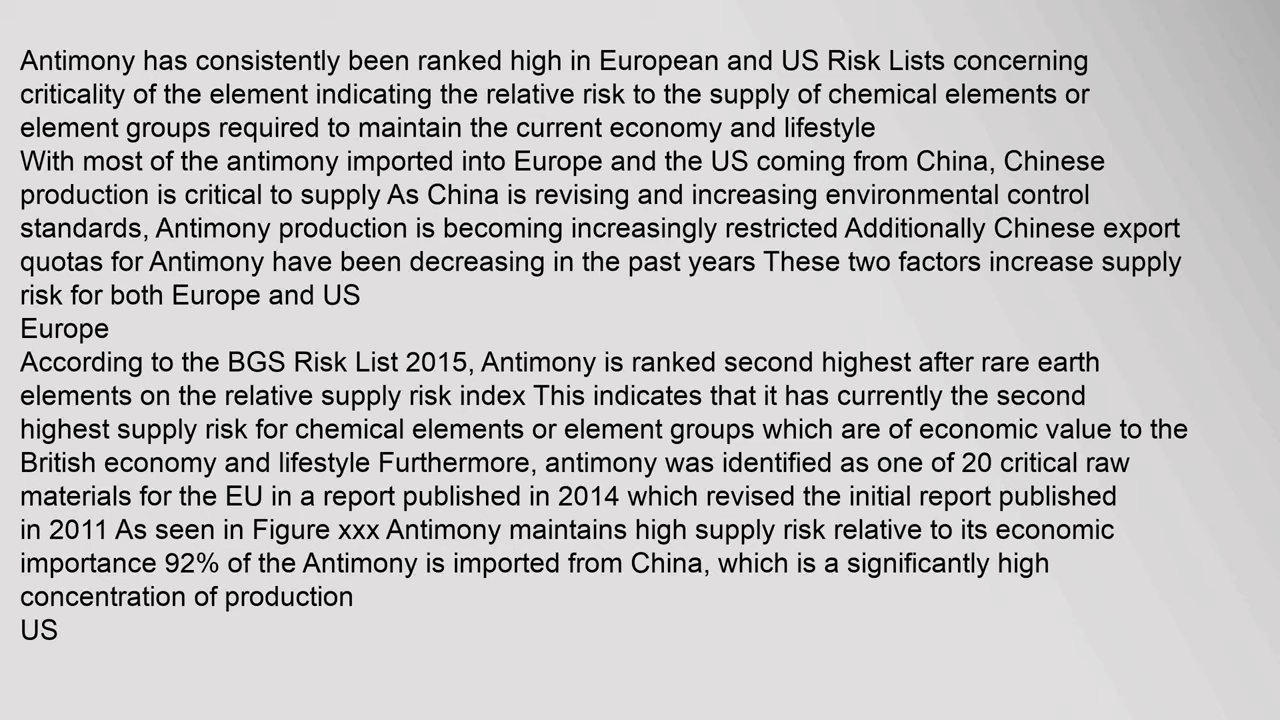 Antimony has consistently been ranked high in European and US Risk Lists concerning
criticality of the element indicating the relative risk to the supply of chemical elements or
element groups required to maintain the current economy and lifestyle
With most of the antimony imported into Europe and the US coming from China, Chinese
production is critical to supply As China is revising and increasing environmental control
standards, Antimony production is becoming increasingly restricted Additionally Chinese export
quotas for Antimony have been decreasing in the past years These two factors increase supply
risk for both Europe and US
Europe
According to the BGS Risk List 2015, Antimony is ranked second highest after rare earth
elements on the relative supply risk index This indicates that it has currently the second
highest supply risk for chemical elements or element groups which are of economic value to the
British economy and lifestyle Furthermore, antimony was identified as one of 20 critical raw
materials for the EU in a report published in 2014 which revised the initial report published
in 2011 As seen in Figure xxx Antimony maintains high supply risk relative to its economic
importance 92% of the Antimony is imported from China, which is a significantly high
concentration of production
US